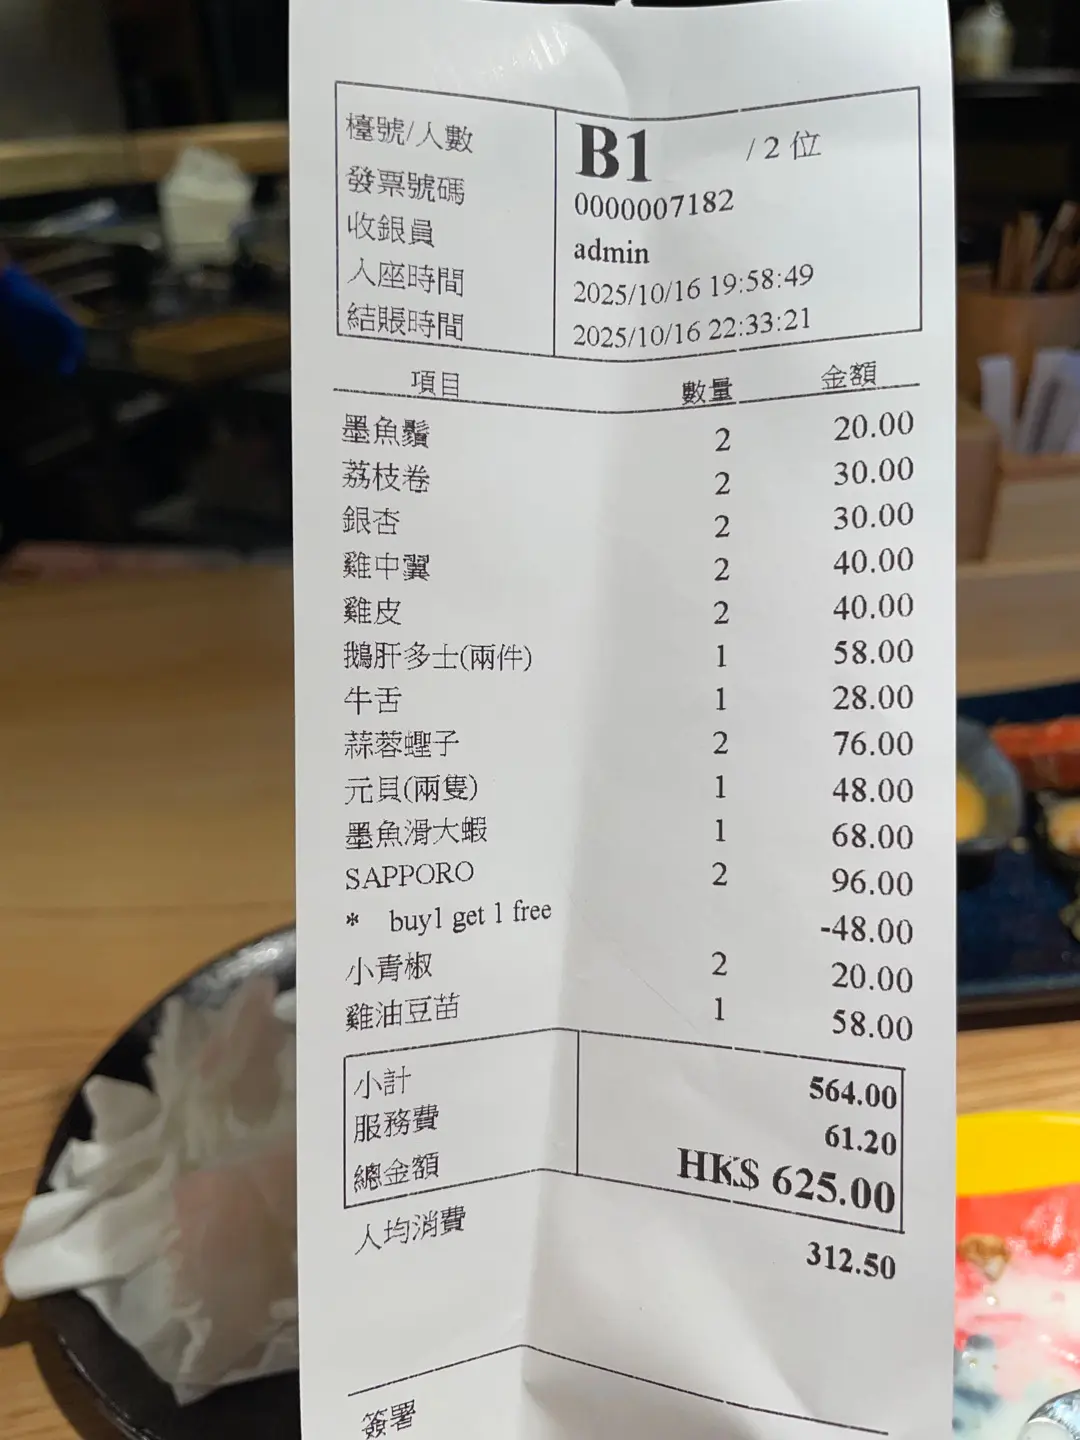 檯號/人數 B1 / 2 位
發票號碼 0000007182
收銀員 admin
入座時間 2025/10/16 19:58:49
結賬時間 2025/10/16 22:33:21
項目 數量 金額
墨魚鬚 2 20.00
荔枝卷 2 30.00
銀杏 2 30.00
雞中翼 2 40.00
雞皮 2 40.00
鵝肝多士(兩件) 1 58.00
牛舌 1 28.00
蒜蓉蟶子 2 76.00
元貝(兩隻) 1 48.00
墨魚滑大蝦 1 68.00
SAPPORO 2 96.00
* buy1 get 1 free -48.00
小青椒 2 20.00
雞油豆苗 1 58.00
小計 564.00
服務費 61.20
總金額 HK$ 625.00
人均消費 312.50
簽署